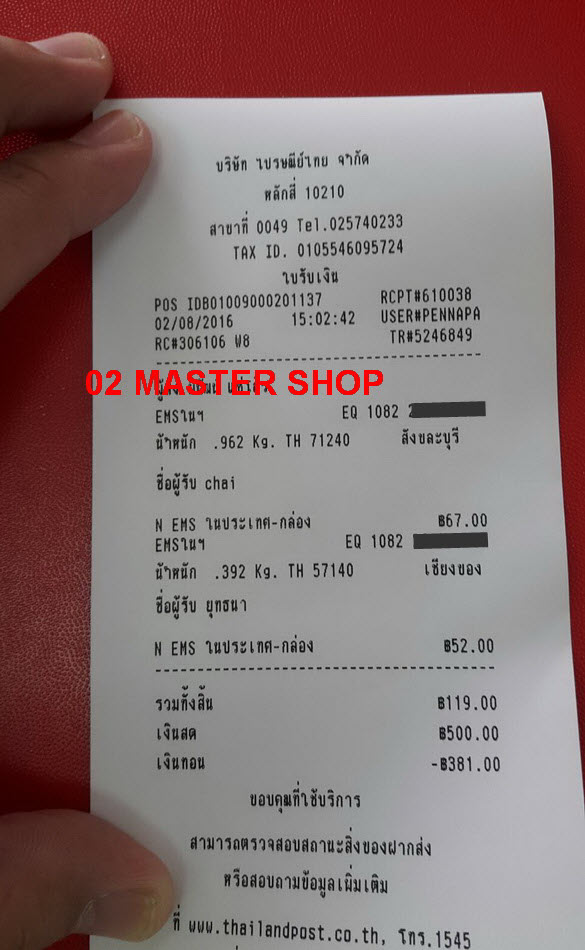 บริษัท ไปรษณีย์ไทย จำกัด
หลักสี่ 10210
สาขาที่ 0049 Tel.025740233
TAX ID. 0105546095724
ใบรับเงิน
POS IDB01009000201137 RCPT#610038
02/08/2016 15:02:42 USER#PENNAPA
RC#306106 W8 TR#5246849
02 MASTER SHOP
EMSในฯ EQ 1082 2
น้ำหนัก .962 Kg. TH 71240 สังขละบุรี
ชื่อผู้รับ chai
N EMS ในประเทศ-กล่อง ฿67.00
EMSในฯ EQ 1082
น้ำหนัก .392 Kg. TH 57140 เชียงของ
ชื่อผู้รับ ยุทธนา
N EMS ในประเทศ-กล่อง ฿52.00
รวมทั้งสิ้น ฿119.00
เงินสด ฿500.00
เงินทอน -฿381.00
ขอบคุณที่ใช้บริการ
สามารถตรวจสอบสถานะสิ่งของฝากส่ง
หรือสอบถามข้อมูลเพิ่มเติม
ที่ www.thailandpost.co.th, โทร.1545